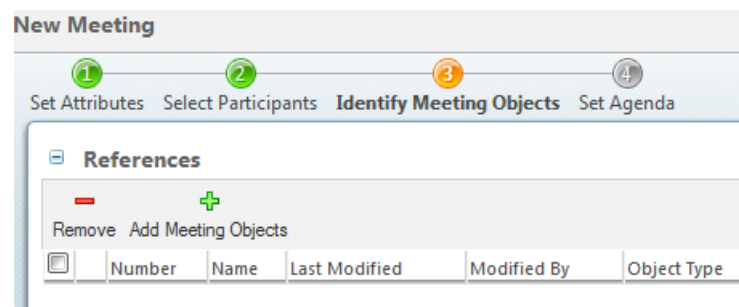 New Meeting
1 2 3 4
Set Attributes Select Participants Identify Meeting Objects Set Agenda
References
Remove Add Meeting Objects
Number Name Last Modified Modified By Object Type